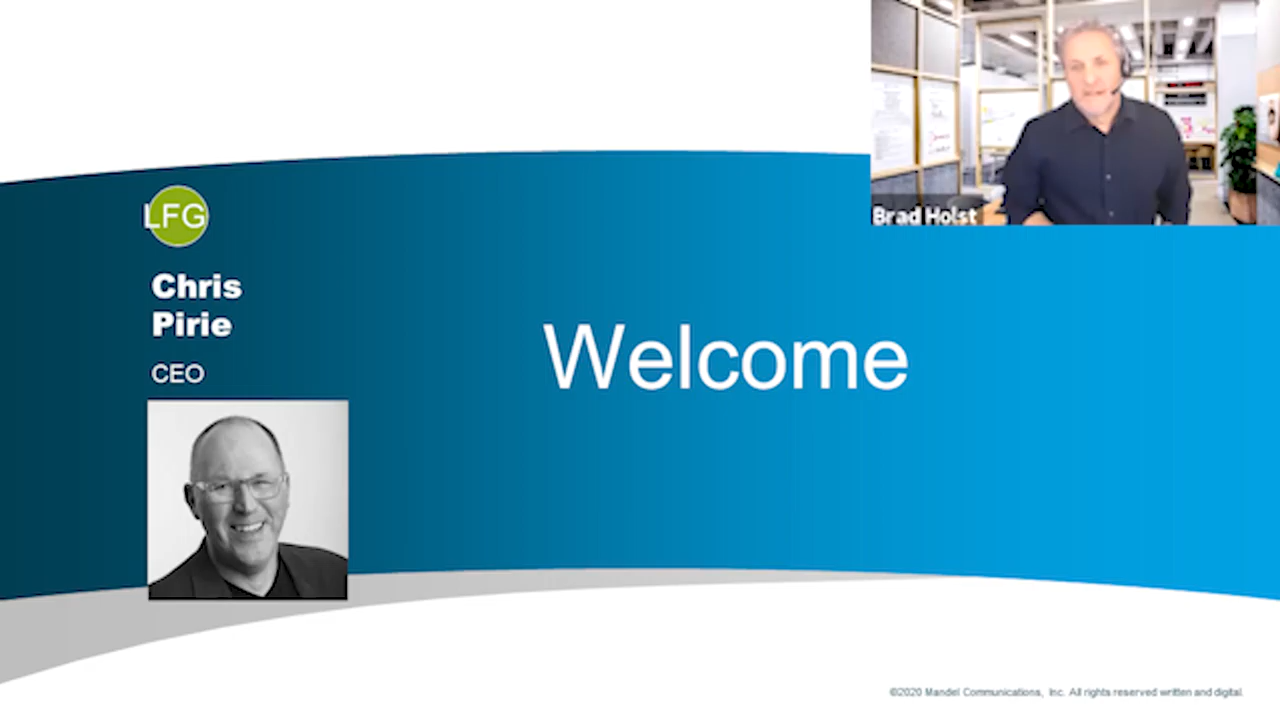 Brad Holst
LFG
Chris
Pirie
CEO
Welcome
©2020 Mandel Communications, Inc. All rights reserved written and digital.